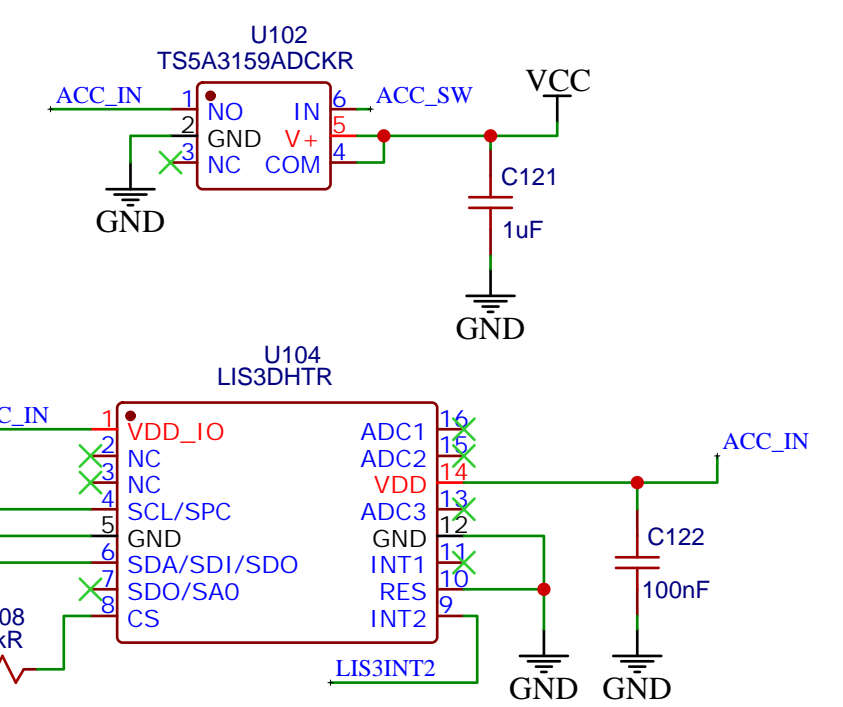 U102
TS5A3159ADCKR
VCC
ACC_IN 1 NO IN 6 ACC_SW
2 GND V+ 5
3 NC COM 4
C121
GND
1uF
GND
U104
LIS3DHTR
C_IN 1 VDD_IO ADC1 16
2 NC ADC2 15 ACC_IN
3 NC VDD 14
4 SCL/SPC ADC3 13
5 GND GND 12 C122
6 SDA/SDI/SDO INT1 11
7 SDO/SA0 RES 10 100nF
8 CS INT2 9
08
kR
LIS3INT2
GND GND